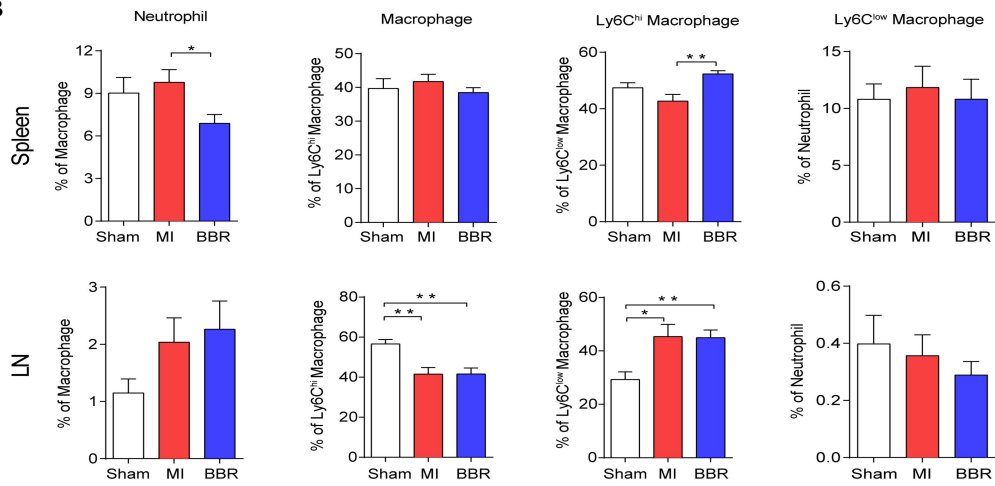 B
Neutrophil
Macrophage
Ly6Cʰⁱ Macrophage
Ly6Cˡᵒʷ Macrophage
Spleen
% of Macrophage
12
9
6
3
0
*
Sham MI BBR
% of Ly6Cʰⁱ Macrophage
50
40
30
20
10
0
Sham MI BBR
% of Ly6Cˡᵒʷ Macrophage
60
40
20
0
* *
Sham MI BBR
% of Neutrophil
15
10
5
0
Sham MI BBR
LN
% of Macrophage
3
2
1
0
Sham MI BBR
% of Ly6Cʰⁱ Macrophage
80
60
40
20
0
* *
* *
Sham MI BBR
% of Ly6Cˡᵒʷ Macrophage
60
40
20
0
* *
*
Sham MI BBR
% of Neutrophil
0.6
0.4
0.2
0.0
Sham MI BBR